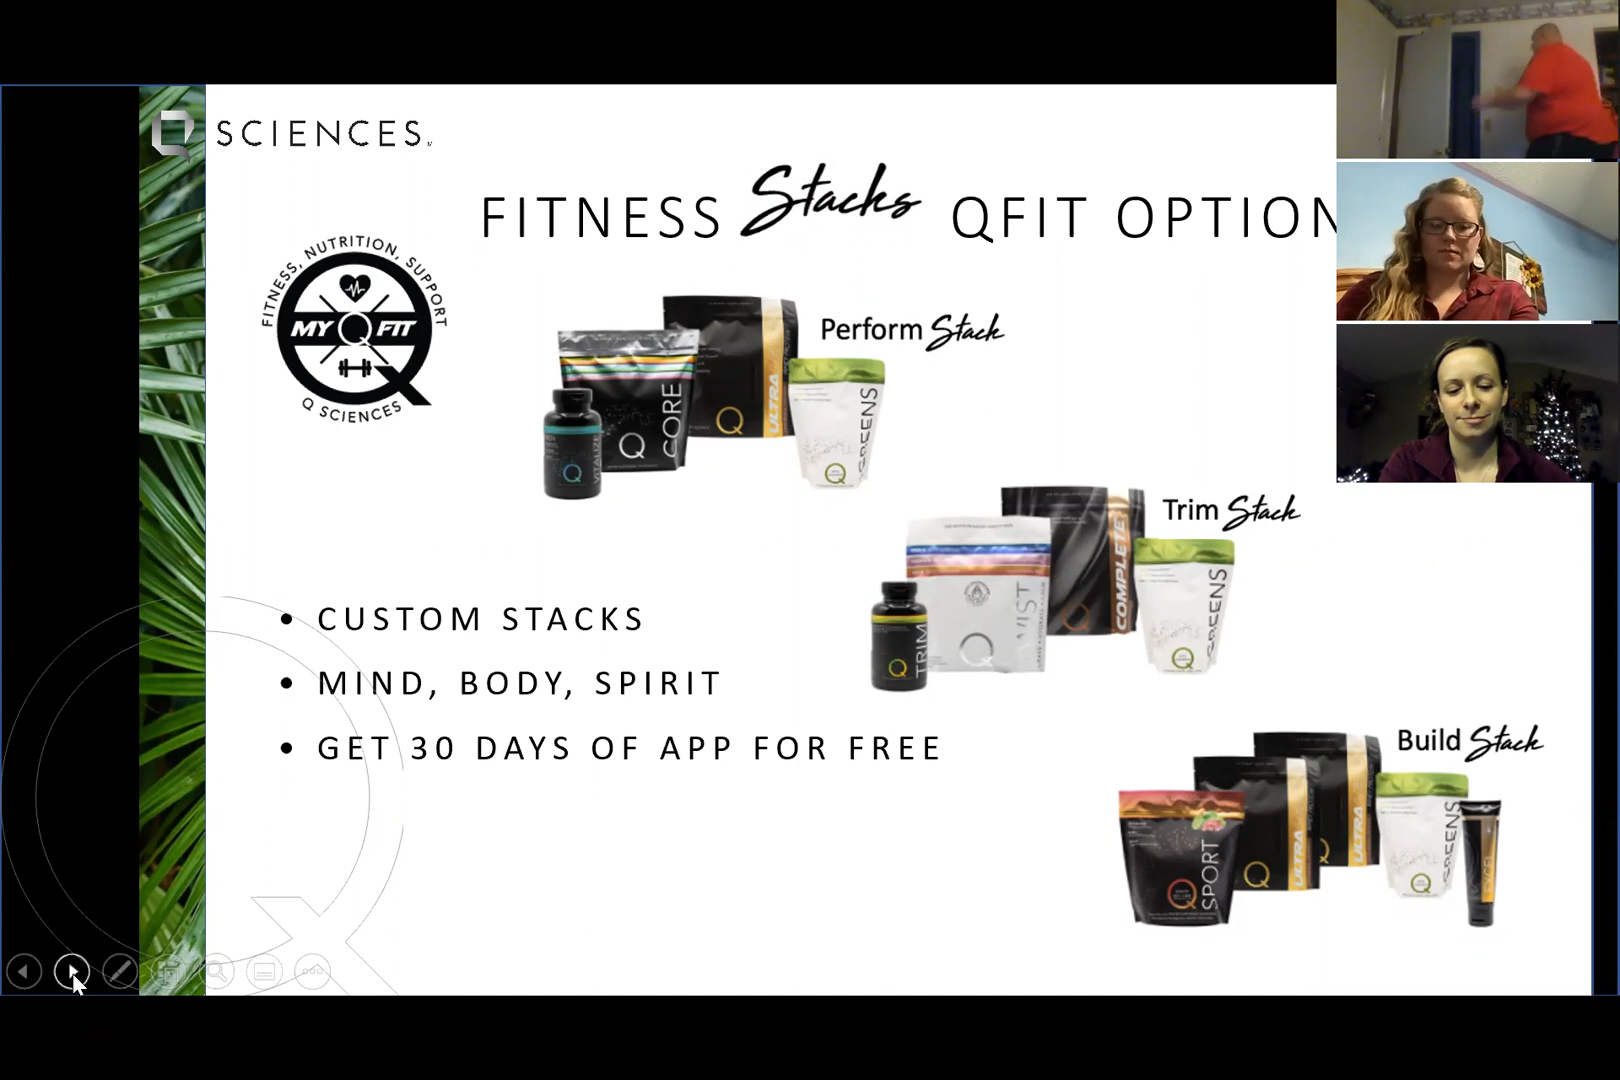 Q SCIENCES
FITNESS Stacks QFIT OPTION
FITNESS, NUTRITION, SUPPORT
MY Q FIT
Q SCIENCES
Perform Stack
VITALIZE
Q
CORE
Q
ULTRA
Q
GREENS
Q
Trim Stack
TRIM
Q
TWIST
Q
COMPLETE
Q
GREENS
Q
• CUSTOM STACKS
• MIND, BODY, SPIRIT
• GET 30 DAYS OF APP FOR FREE
Build Stack
SPORT
Q
ULTRA
Q
ULTRA
Q
GREENS
Q
EXCEL